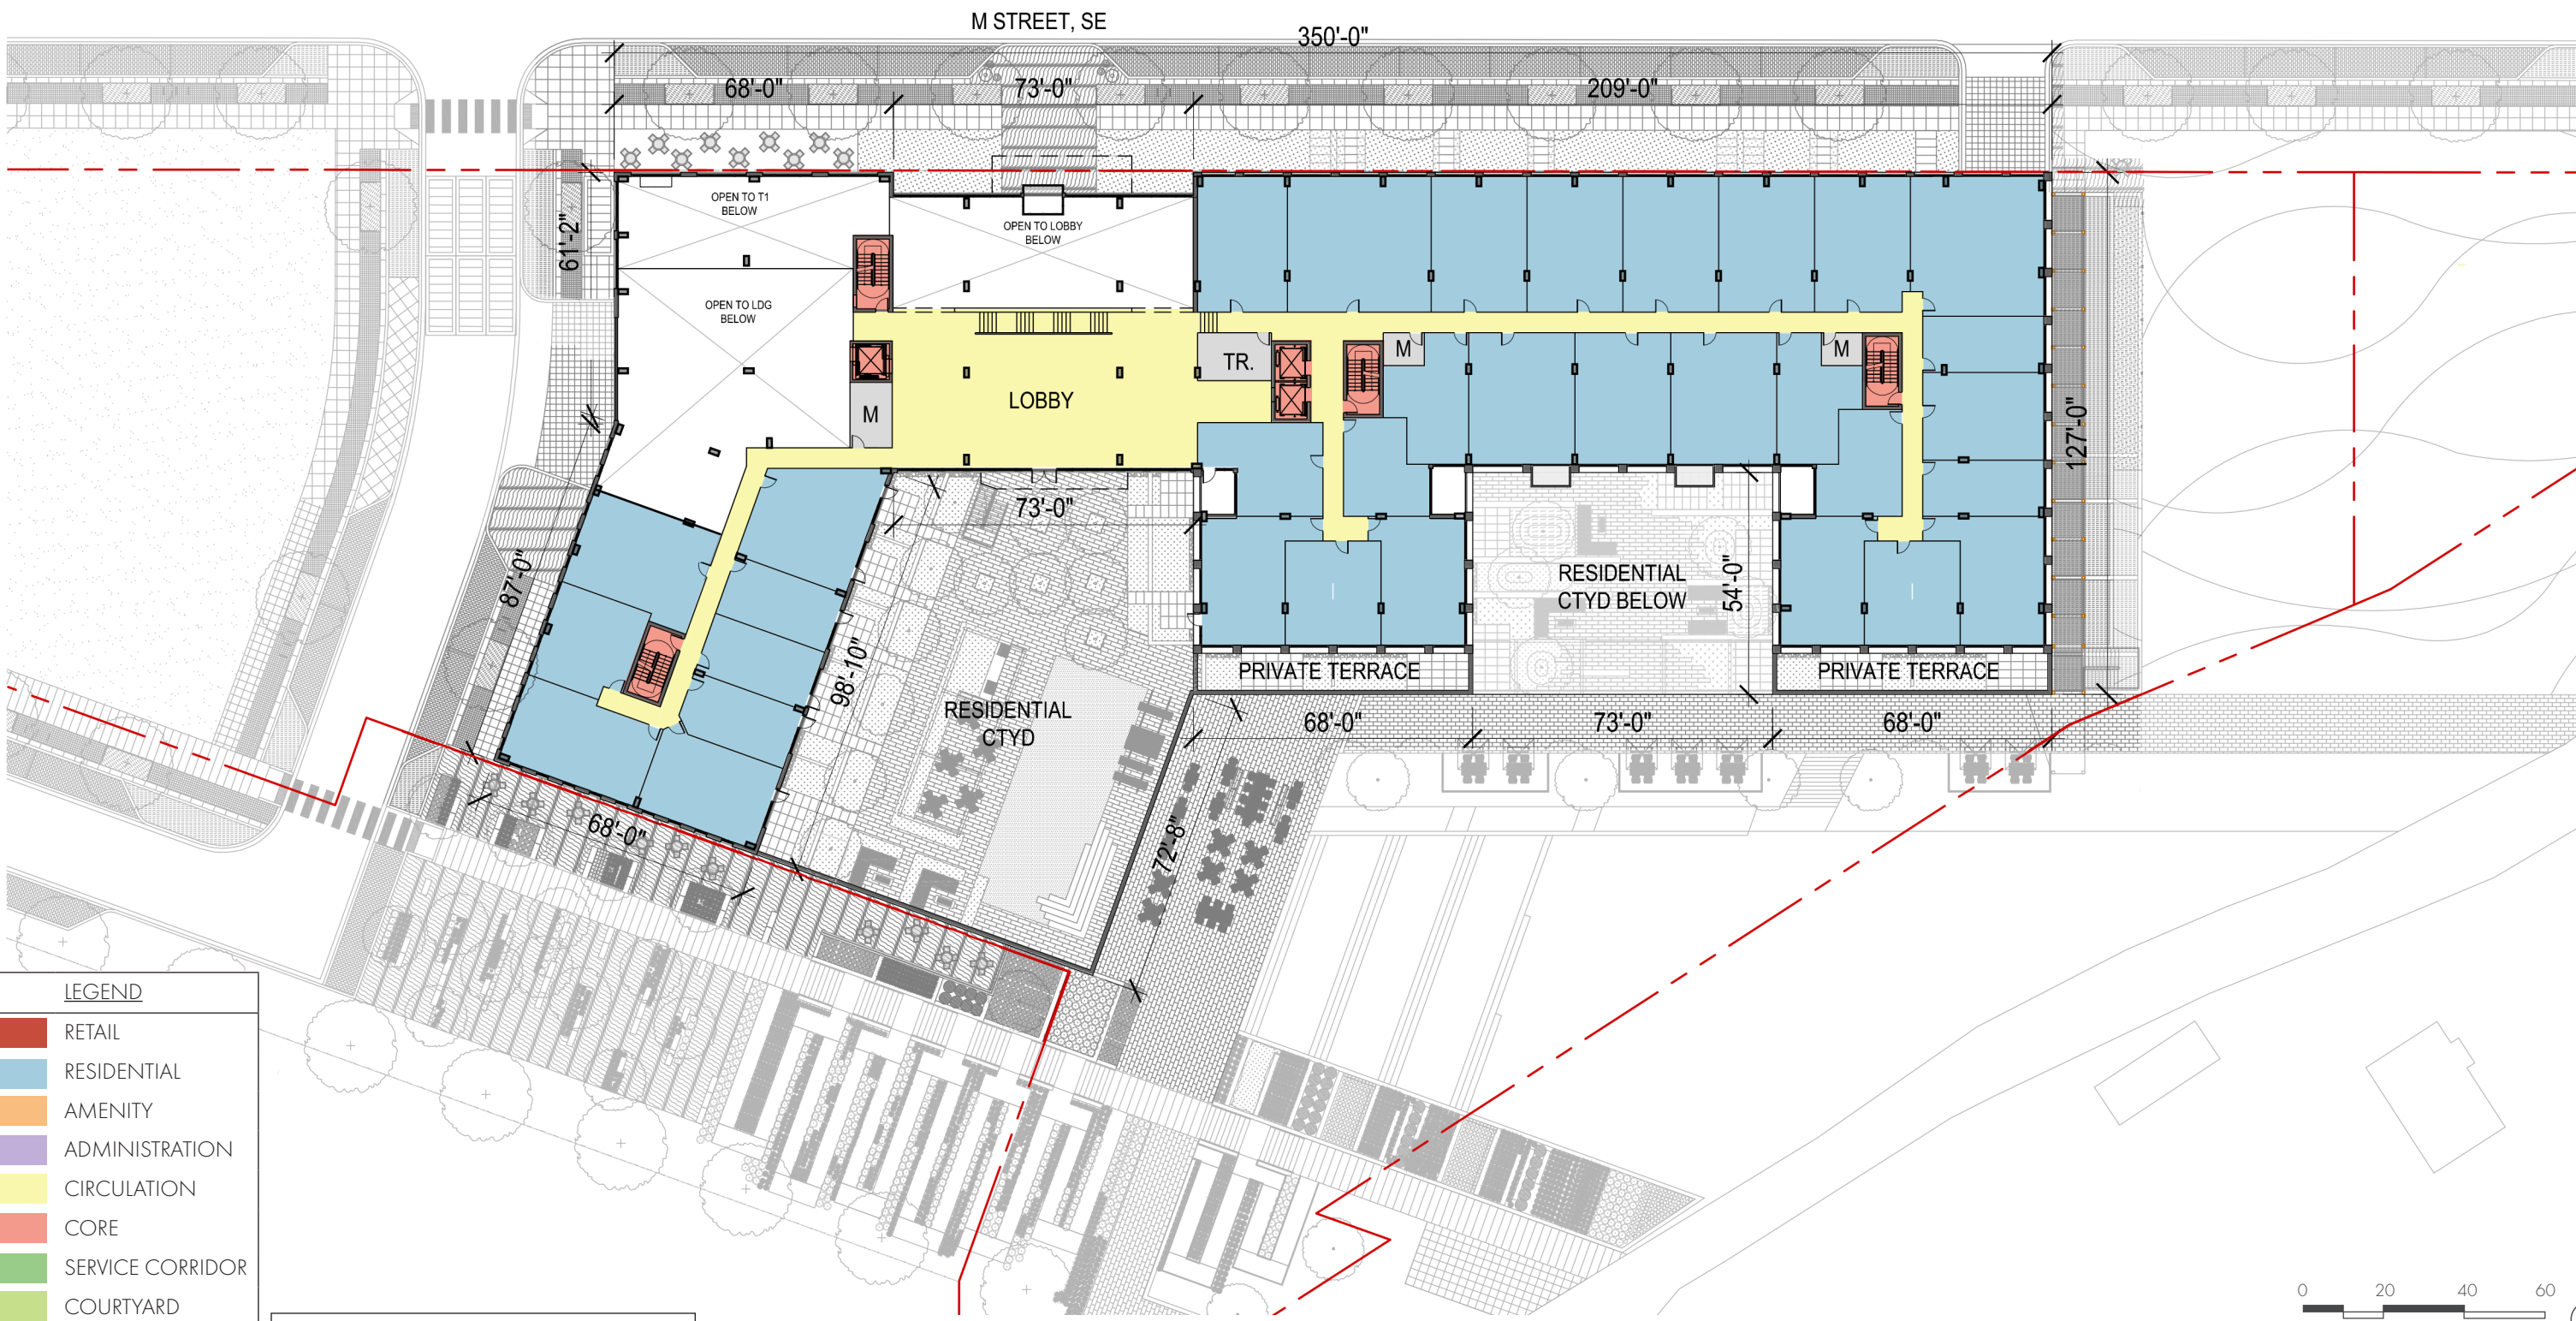 M STREET, SE
350'-0"
68'-0"
73'-0"
209'-0"
OPEN TO T1
BELOW
OPEN TO LOBBY
BELOW
61'-2"
OPEN TO LDG
BELOW
TR.
M
M
LOBBY
M
127'-0"
73'-0"
87'-0"
RESIDENTIAL
CTYD BELOW
54'-0"
98'-10"
PRIVATE TERRACE
PRIVATE TERRACE
RESIDENTIAL
CTYD
68'-0"
73'-0"
68'-0"
68'-0"
72'-8"
LEGEND
RETAIL
RESIDENTIAL
AMENITY
ADMINISTRATION
CIRCULATION
CORE
SERVICE CORRIDOR
COURTYARD
0 20 40 60